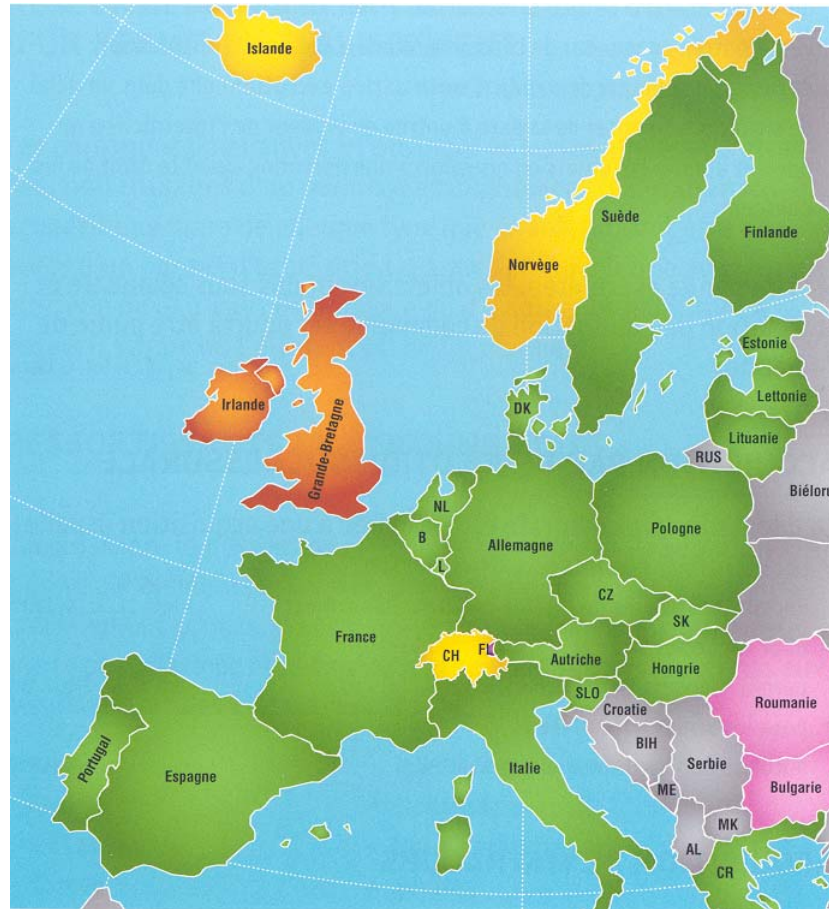 Islande
Suède
Finlande
Norvège
Estonie
Irlande
Lettonie
DK
Grande-Bretagne
Lituanie
RUS
Biélor
NL
Pologne
B
Allemagne
L
CZ
SK
France
CH
FL
Autriche
Hongrie
SLO
Roumanie
Croatie
Portugal
BIH
Serbie
Espagne
Italie
ME
Bulgarie
MK
AL
CR